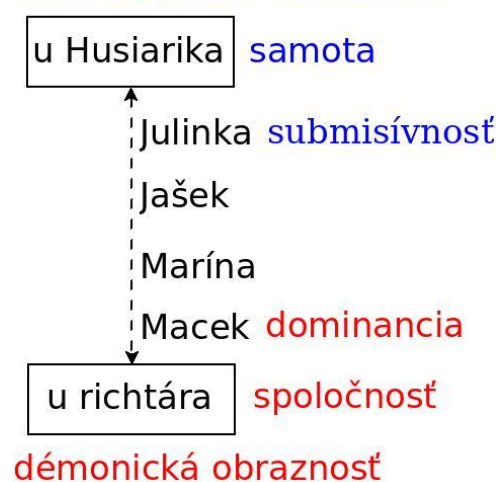 u Husiarika samota
Julinka submisívnosť
Jašek
Marína
Macek dominancia
u richtára spoločnosť
démonická obraznosť